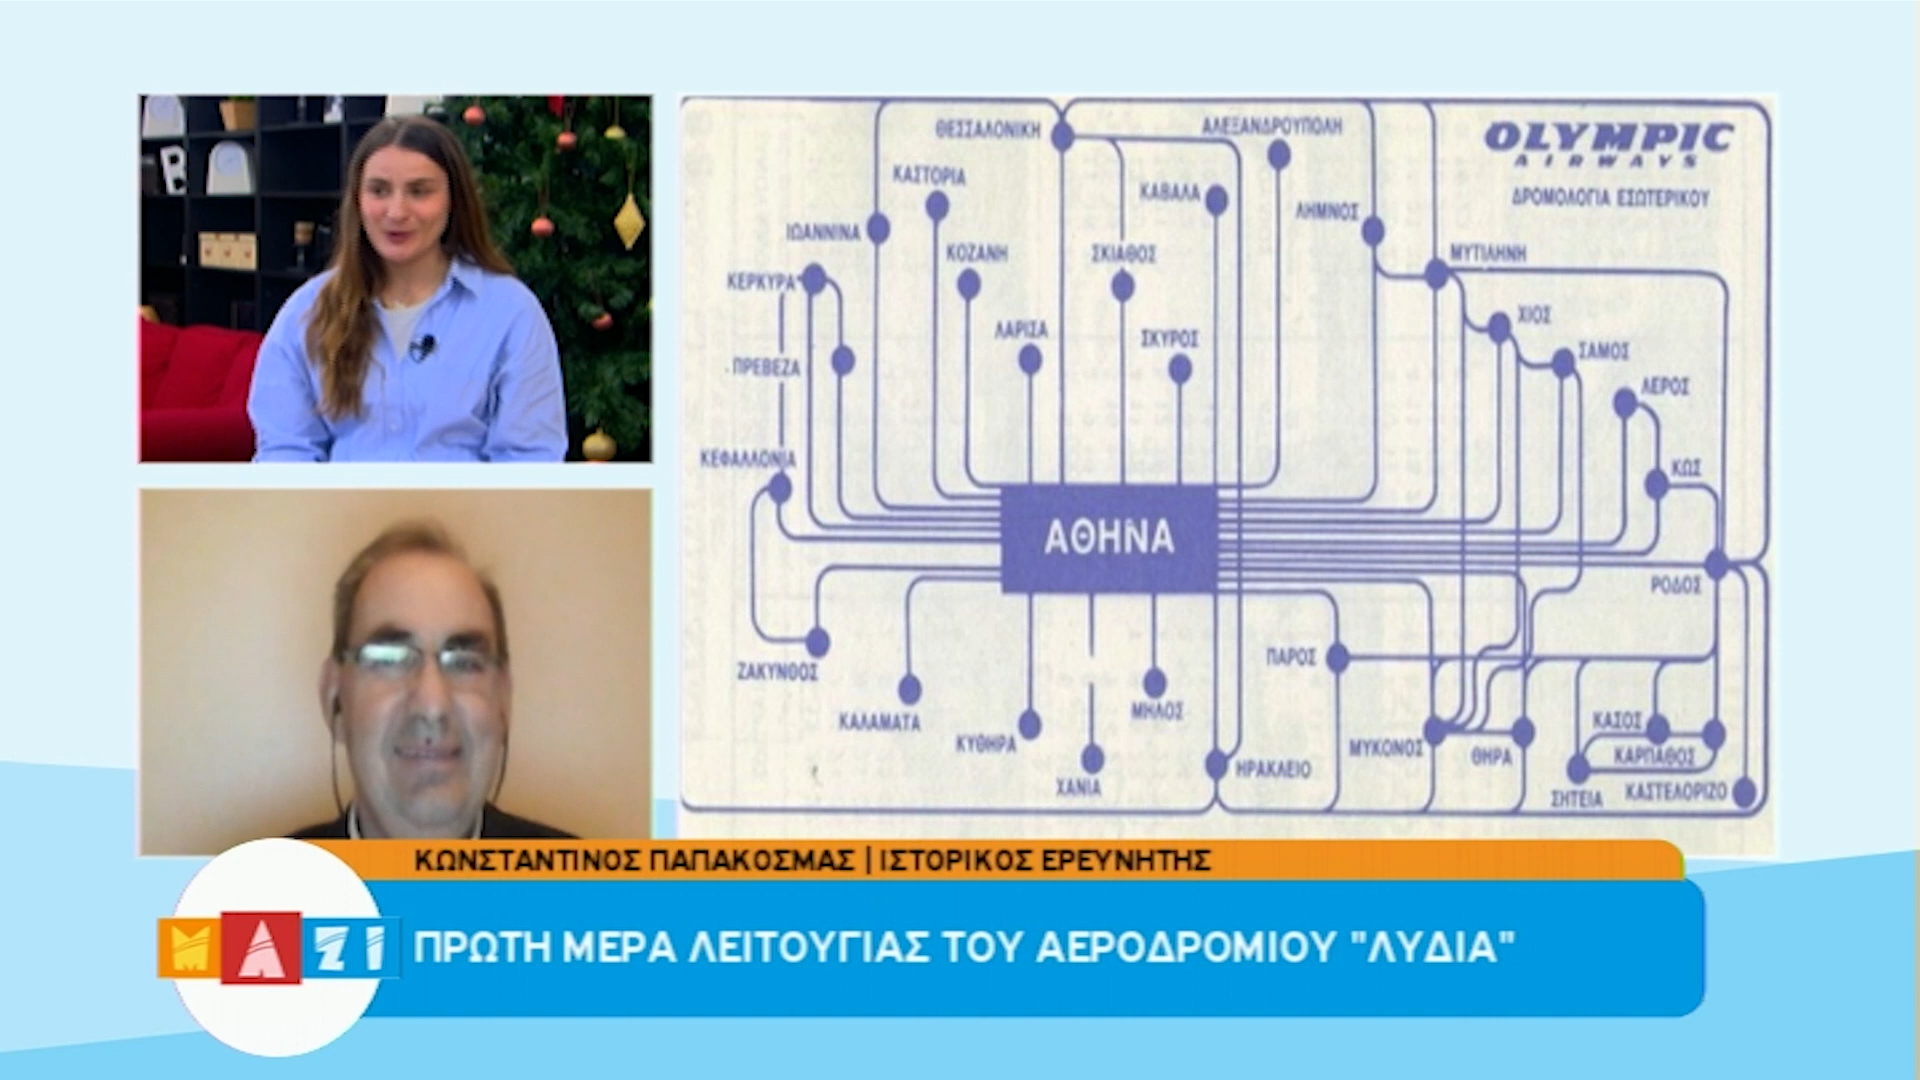 B
ΘΕΣΣΑΛΟΝΙΚΗ
ΑΛΕΞΑΝΔΡΟΥΠΟΛΗ
OLYMPIC
AIRWAYS
ΔΡΟΜΟΛΟΓΙΑ ΕΣΩΤΕΡΙΚΟΥ
ΚΑΣΤΟΡΙΑ
ΚΑΒΑΛΑ
ΛΗΜΝΟΣ
ΙΩΑΝΝΙΝΑ
ΚΟΖΑΝΗ
ΣΚΙΑΘΟΣ
ΜΥΤΙΛΗΝΗ
ΚΕΡΚΥΡΑ
ΛΑΡΙΣΑ
ΣΚΥΡΟΣ
ΧΙΟΣ
ΣΑΜΟΣ
ΠΡΕΒΕΖΑ
ΛΕΡΟΣ
ΚΕΦΑΛΛΟΝΙΑ
ΚΩΣ
ΑΘΗΝΑ
ΡΟΔΟΣ
ΖΑΚΥΝΘΟΣ
ΠΑΡΟΣ
ΚΑΛΑΜΑΤΑ
ΚΥΘΗΡΑ
ΜΗΛΟΣ
ΧΑΝΙΑ
ΗΡΑΚΛΕΙΟ
ΜΥΚΟΝΟΣ
ΘΗΡΑ
ΚΑΣΟΣ
ΚΑΡΠΑΘΟΣ
ΣΗΤΕΙΑ
ΚΑΣΤΕΛΟΡΙΖΟ
ΚΩΝΣΤΑΝΤΙΝΟΣ ΠΑΠΑΚΟΣΜΑΣ | ΙΣΤΟΡΙΚΟΣ ΕΡΕΥΝΗΤΗΣ
ΜΑΖΙ
ΠΡΩΤΗ ΜΕΡΑ ΛΕΙΤΟΥΓΙΑΣ ΤΟΥ ΑΕΡΟΔΡΟΜΙΟΥ "ΛΥΔΙΑ"